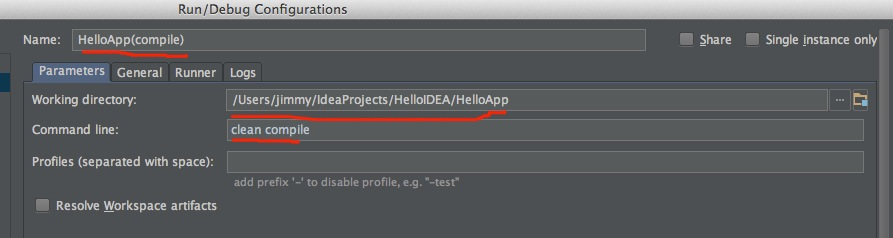 Run/Debug Configurations
Name: HelloApp(compile) Share Single instance only
Parameters General Runner Logs
Working directory: /Users/jimmy/IdeaProjects/HelloIDEA/HelloApp ...
Command line: clean compile
Profiles (separated with space):
add prefix '-' to disable profile, e.g. "-test"
Resolve Workspace artifacts